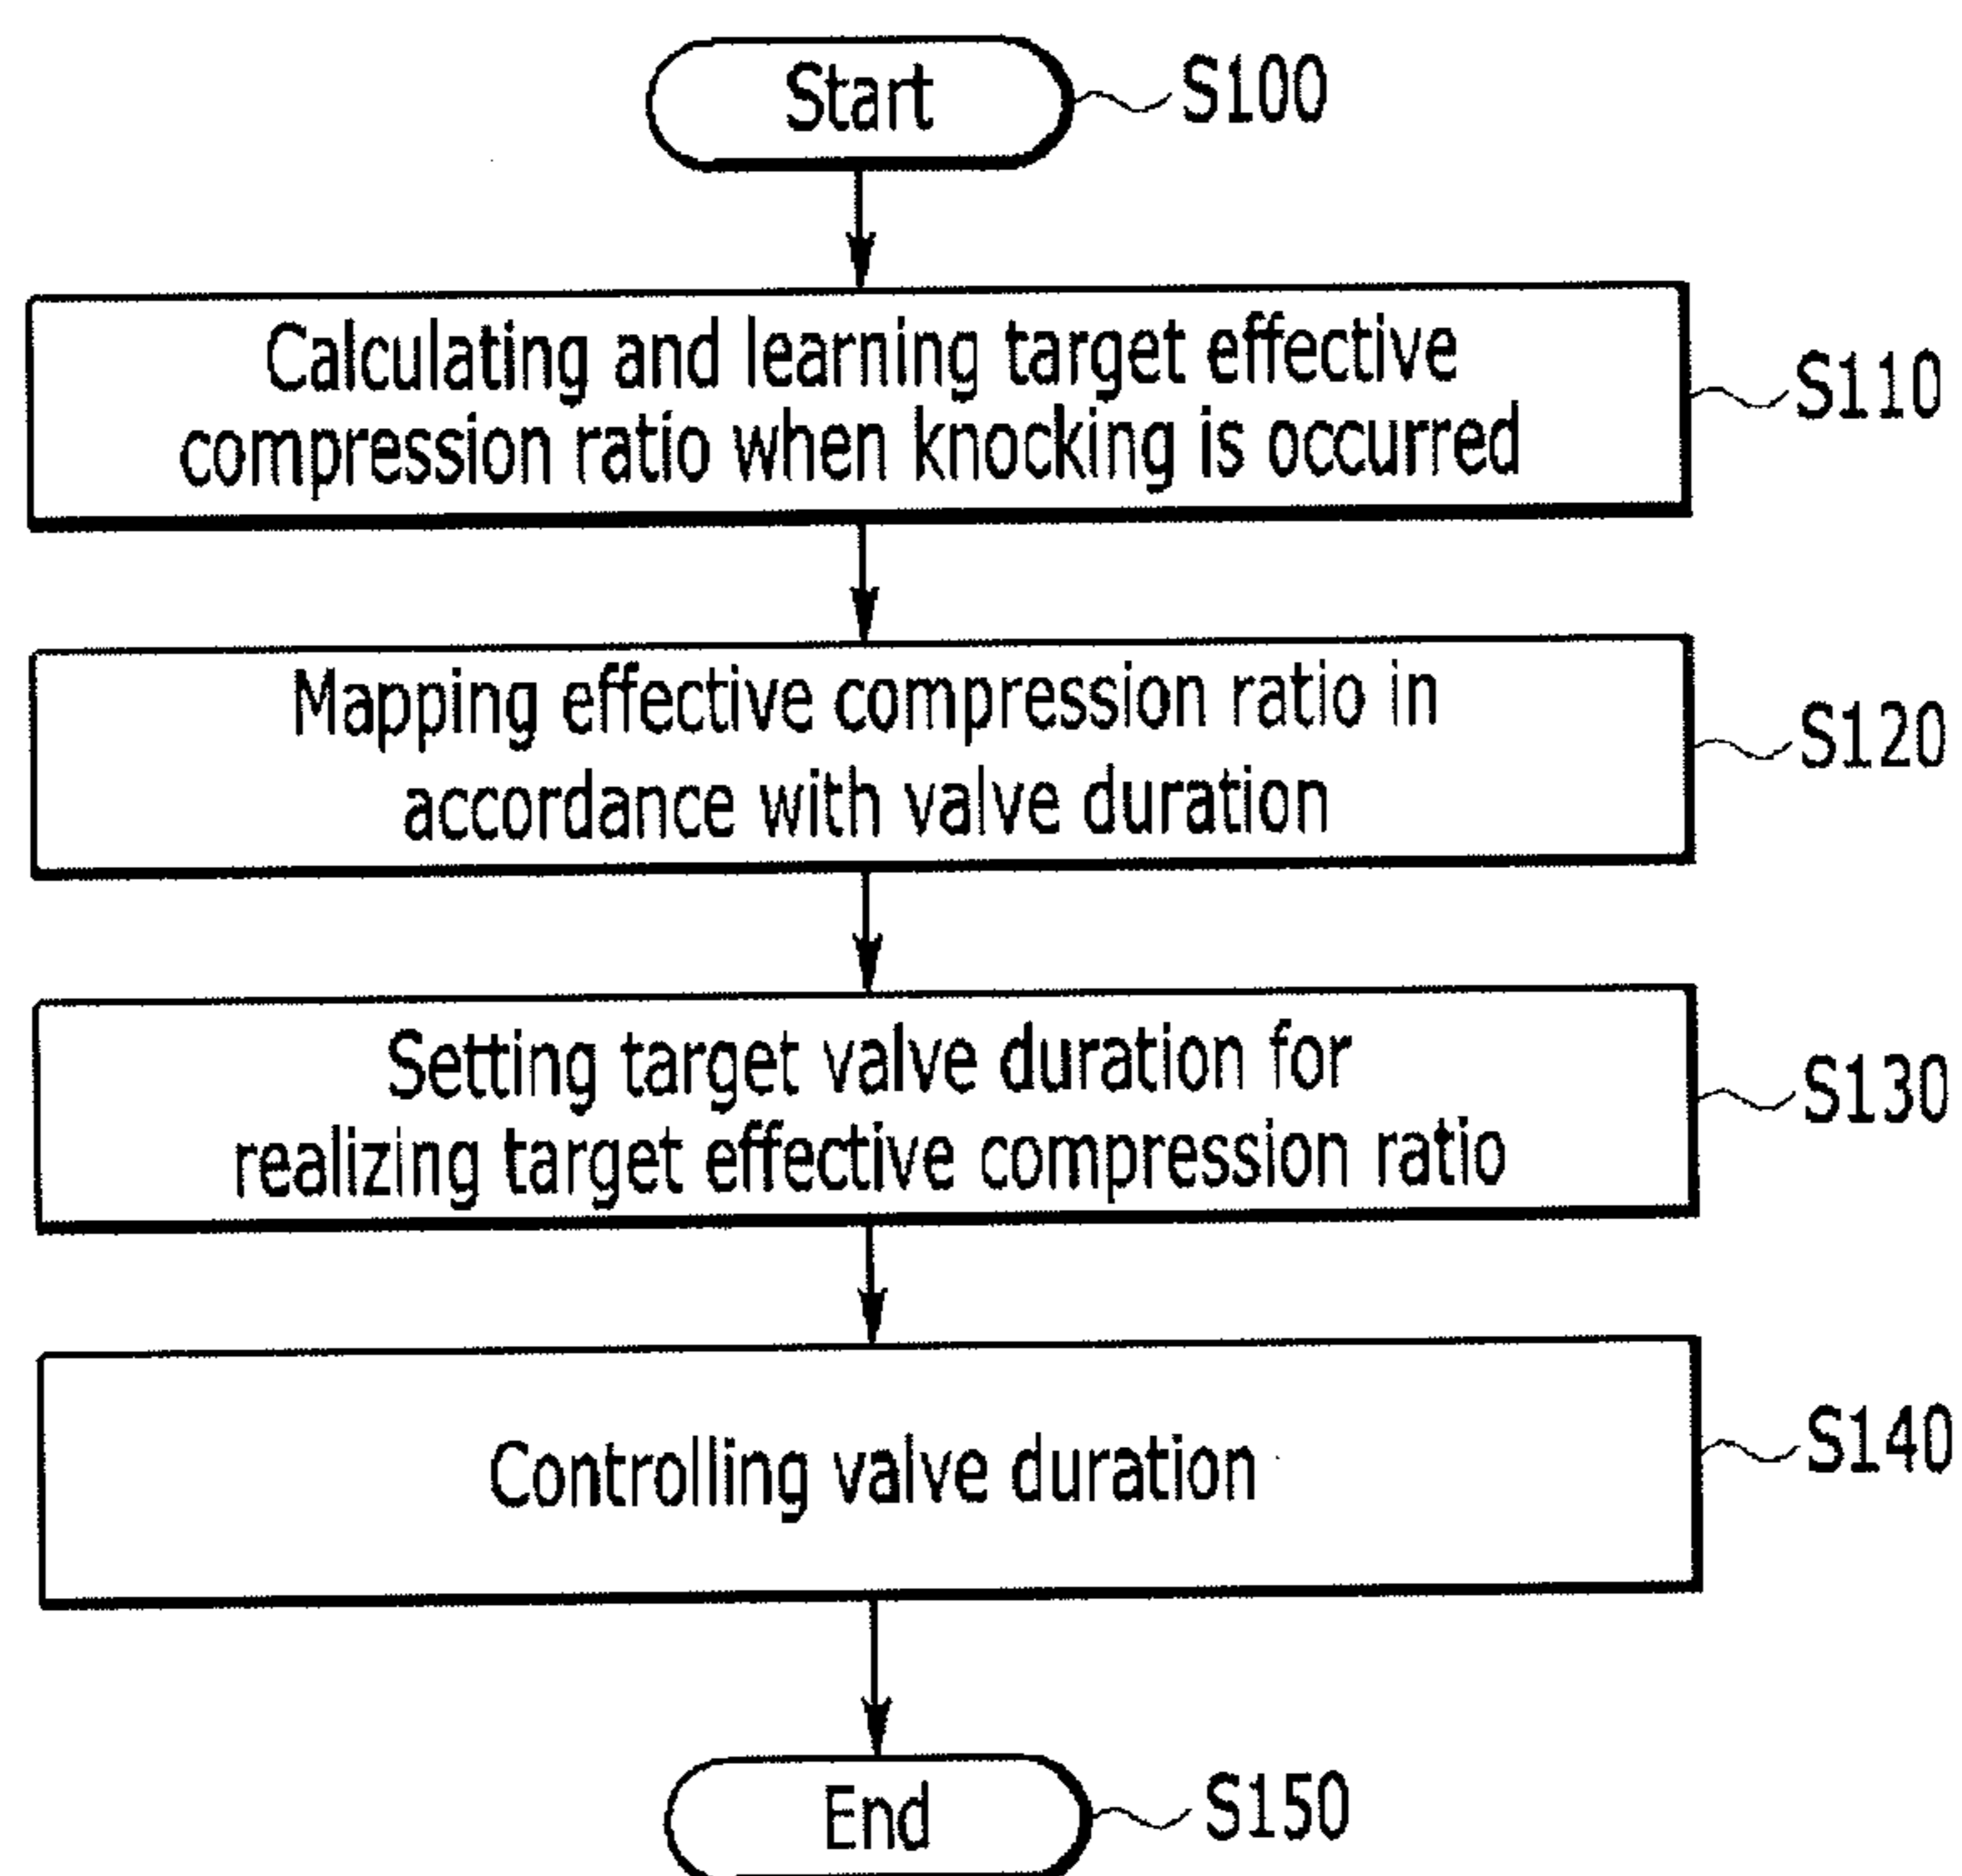 Start
S100
Calculating and learning target effective
compression ratio when knocking is occurred
S110
Mapping effective compression ratio in
accordance with valve duration
S120
Setting target valve duration for
realizing target effective compression ratio
S130
Controlling valve duration
S140
End
S150